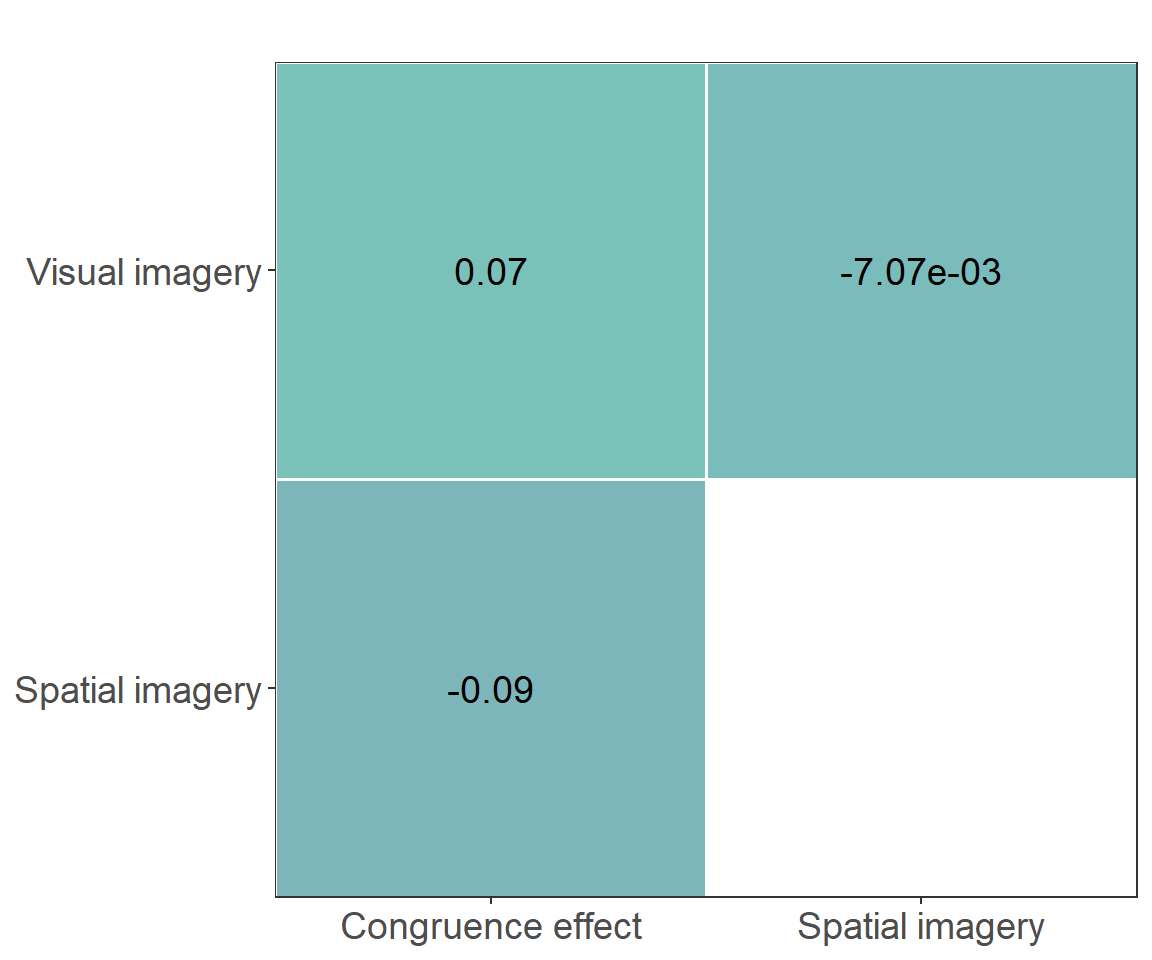 Visual imagery
0.07
-7.07e-03
Spatial imagery
-0.09
Congruence effect
Spatial imagery